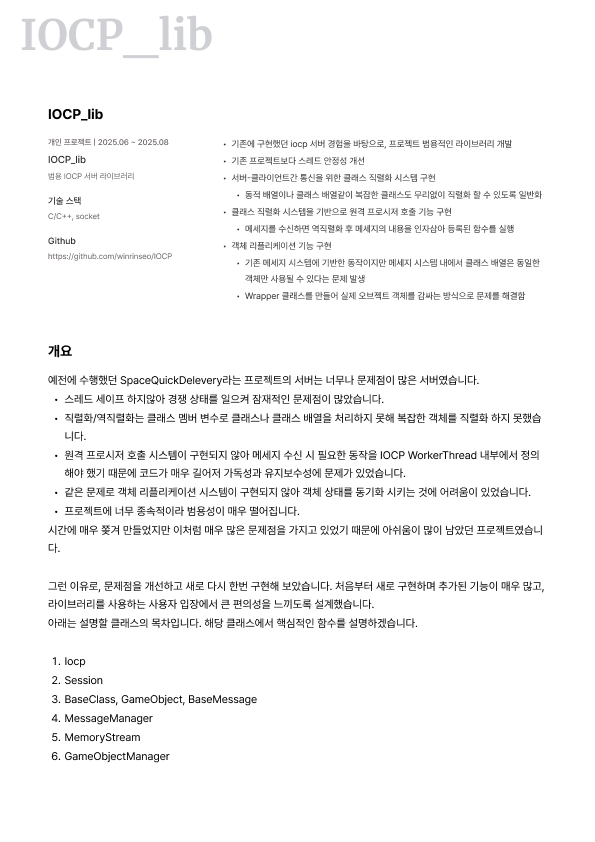 IOCP_lib
IOCP_lib
개인 프로젝트 | 2025.06 ~ 2025.08
IOCP_lib
범용 IOCP 서버 라이브러리
기술 스택
C/C++, socket
Github
https://github.com/winrinseo/IOCP
• 기존에 구현했던 iocp 서버 경험을 바탕으로, 프로젝트 범용적인 라이브러리 개발
• 기존 프로젝트보다 스레드 안정성 개선
• 서버-클라이언트간 통신을 위한 클래스 직렬화 시스템 구현
• 동적 배열이나 클래스 배열같이 복잡한 클래스도 무리없이 직렬화 할 수 있도록 일반화
• 클래스 직렬화 시스템을 기반으로 원격 프로시저 호출 기능 구현
• 메세지를 수신하면 역직렬화 후 메세지의 내용을 인자삼아 등록된 함수를 실행
• 객체 리플리케이션 기능 구현
• 기존 메세지 시스템에 기반한 동작이지만 메세지 시스템 내에서 클래스 배열은 동일한
객체만 사용될 수 있다는 문제 발생
• Wrapper 클래스를 만들어 실제 오브젝트 객체를 감싸는 방식으로 문제를 해결함
개요
예전에 수행했던 SpaceQuickDelevery라는 프로젝트의 서버는 너무나 문제점이 많은 서버였습니다.
• 스레드 세이프 하지않아 경쟁 상태를 일으켜 잠재적인 문제점이 많았습니다.
• 직렬화/역직렬화는 클래스 멤버 변수로 클래스나 클래스 배열을 처리하지 못해 복잡한 객체를 직렬화 하지 못했습
니다.
• 원격 프로시저 호출 시스템이 구현되지 않아 메세지 수신 시 필요한 동작을 IOCP WorkerThread 내부에서 정의
해야 했기 때문에 코드가 매우 길어져 가독성과 유지보수성에 문제가 있었습니다.
• 같은 문제로 객체 리플리케이션 시스템이 구현되지 않아 객체 상태를 동기화 시키는 것에 어려움이 있었습니다.
• 프로젝트에 너무 종속적이라 범용성이 매우 떨어집니다.
시간에 매우 쫓겨 만들었지만 이처럼 매우 많은 문제점을 가지고 있었기 때문에 아쉬움이 많이 남았던 프로젝트였습니
다.
그런 이유로, 문제점을 개선하고 새로 다시 한번 구현해 보았습니다. 처음부터 새로 구현하며 추가된 기능이 매우 많고,
라이브러리를 사용하는 사용자 입장에서 큰 편의성을 느끼도록 설계했습니다.
아래는 설명할 클래스의 목차입니다. 해당 클래스에서 핵심적인 함수를 설명하겠습니다.
1. Iocp
2. Session
3. BaseClass, GameObject, BaseMessage
4. MessageManager
5. MemoryStream
6. GameObjectManager